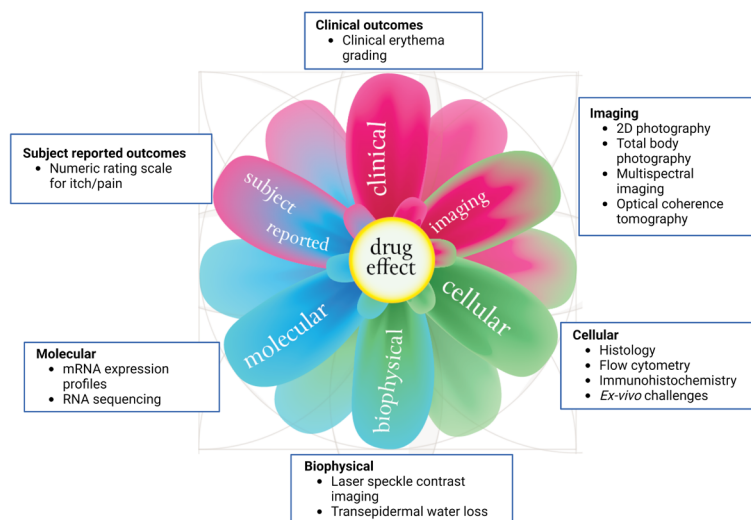 Clinical outcomes
• Clinical erythema
grading
Imaging
• 2D photography
• Total body
photography
• Multispectral
imaging
• Optical coherence
tomography
Subject reported outcomes
• Numeric rating scale
for itch/pain
clinical
imaging
subject
reported
drug
effect
cellular
molecular
biophysical
Cellular
• Histology
• Flow cytometry
• Immunohistochemistry
• Ex-vivo challenges
Molecular
• mRNA expression
profiles
• RNA sequencing
Biophysical
• Laser speckle contrast
imaging
• Transepidermal water loss